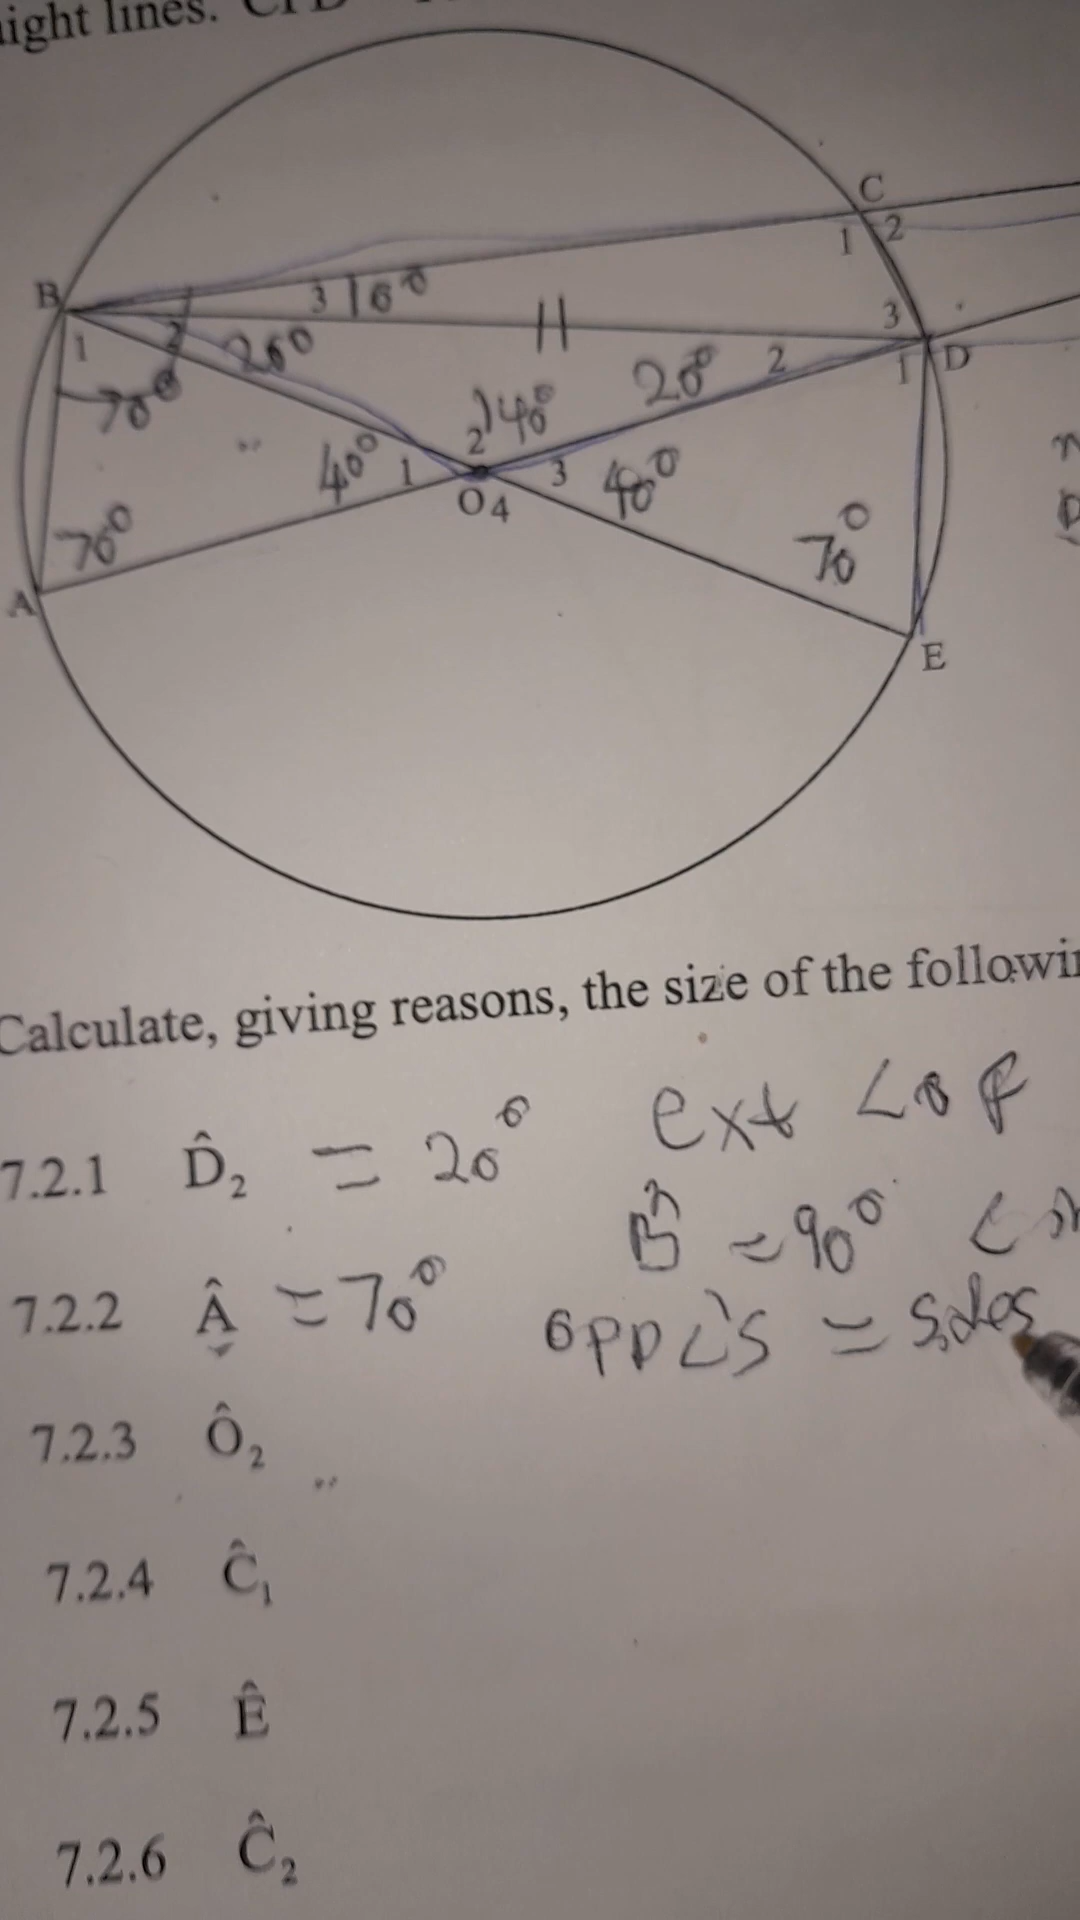 ight lines.
C
1 2
B
3 16°
3
1 2 20°
20° 2
1 D
70°
2 140°
40° 1
3 40°
O 4
70°
70°
A
E
Calculate, giving reasons, the size of the followi
7.2.1 D̂₂ = 20° ext <
B̂ = 90° <
7.2.2 Â = 70°
opp <'s = sides
7.2.3 Ô₂
7.2.4 Ĉ₁
7.2.5 Ê
7.2.6 Ĉ₂